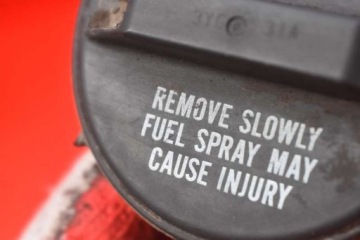 REMOVE SLOWLY
FUEL SPRAY MAY
CAUSE INJURY